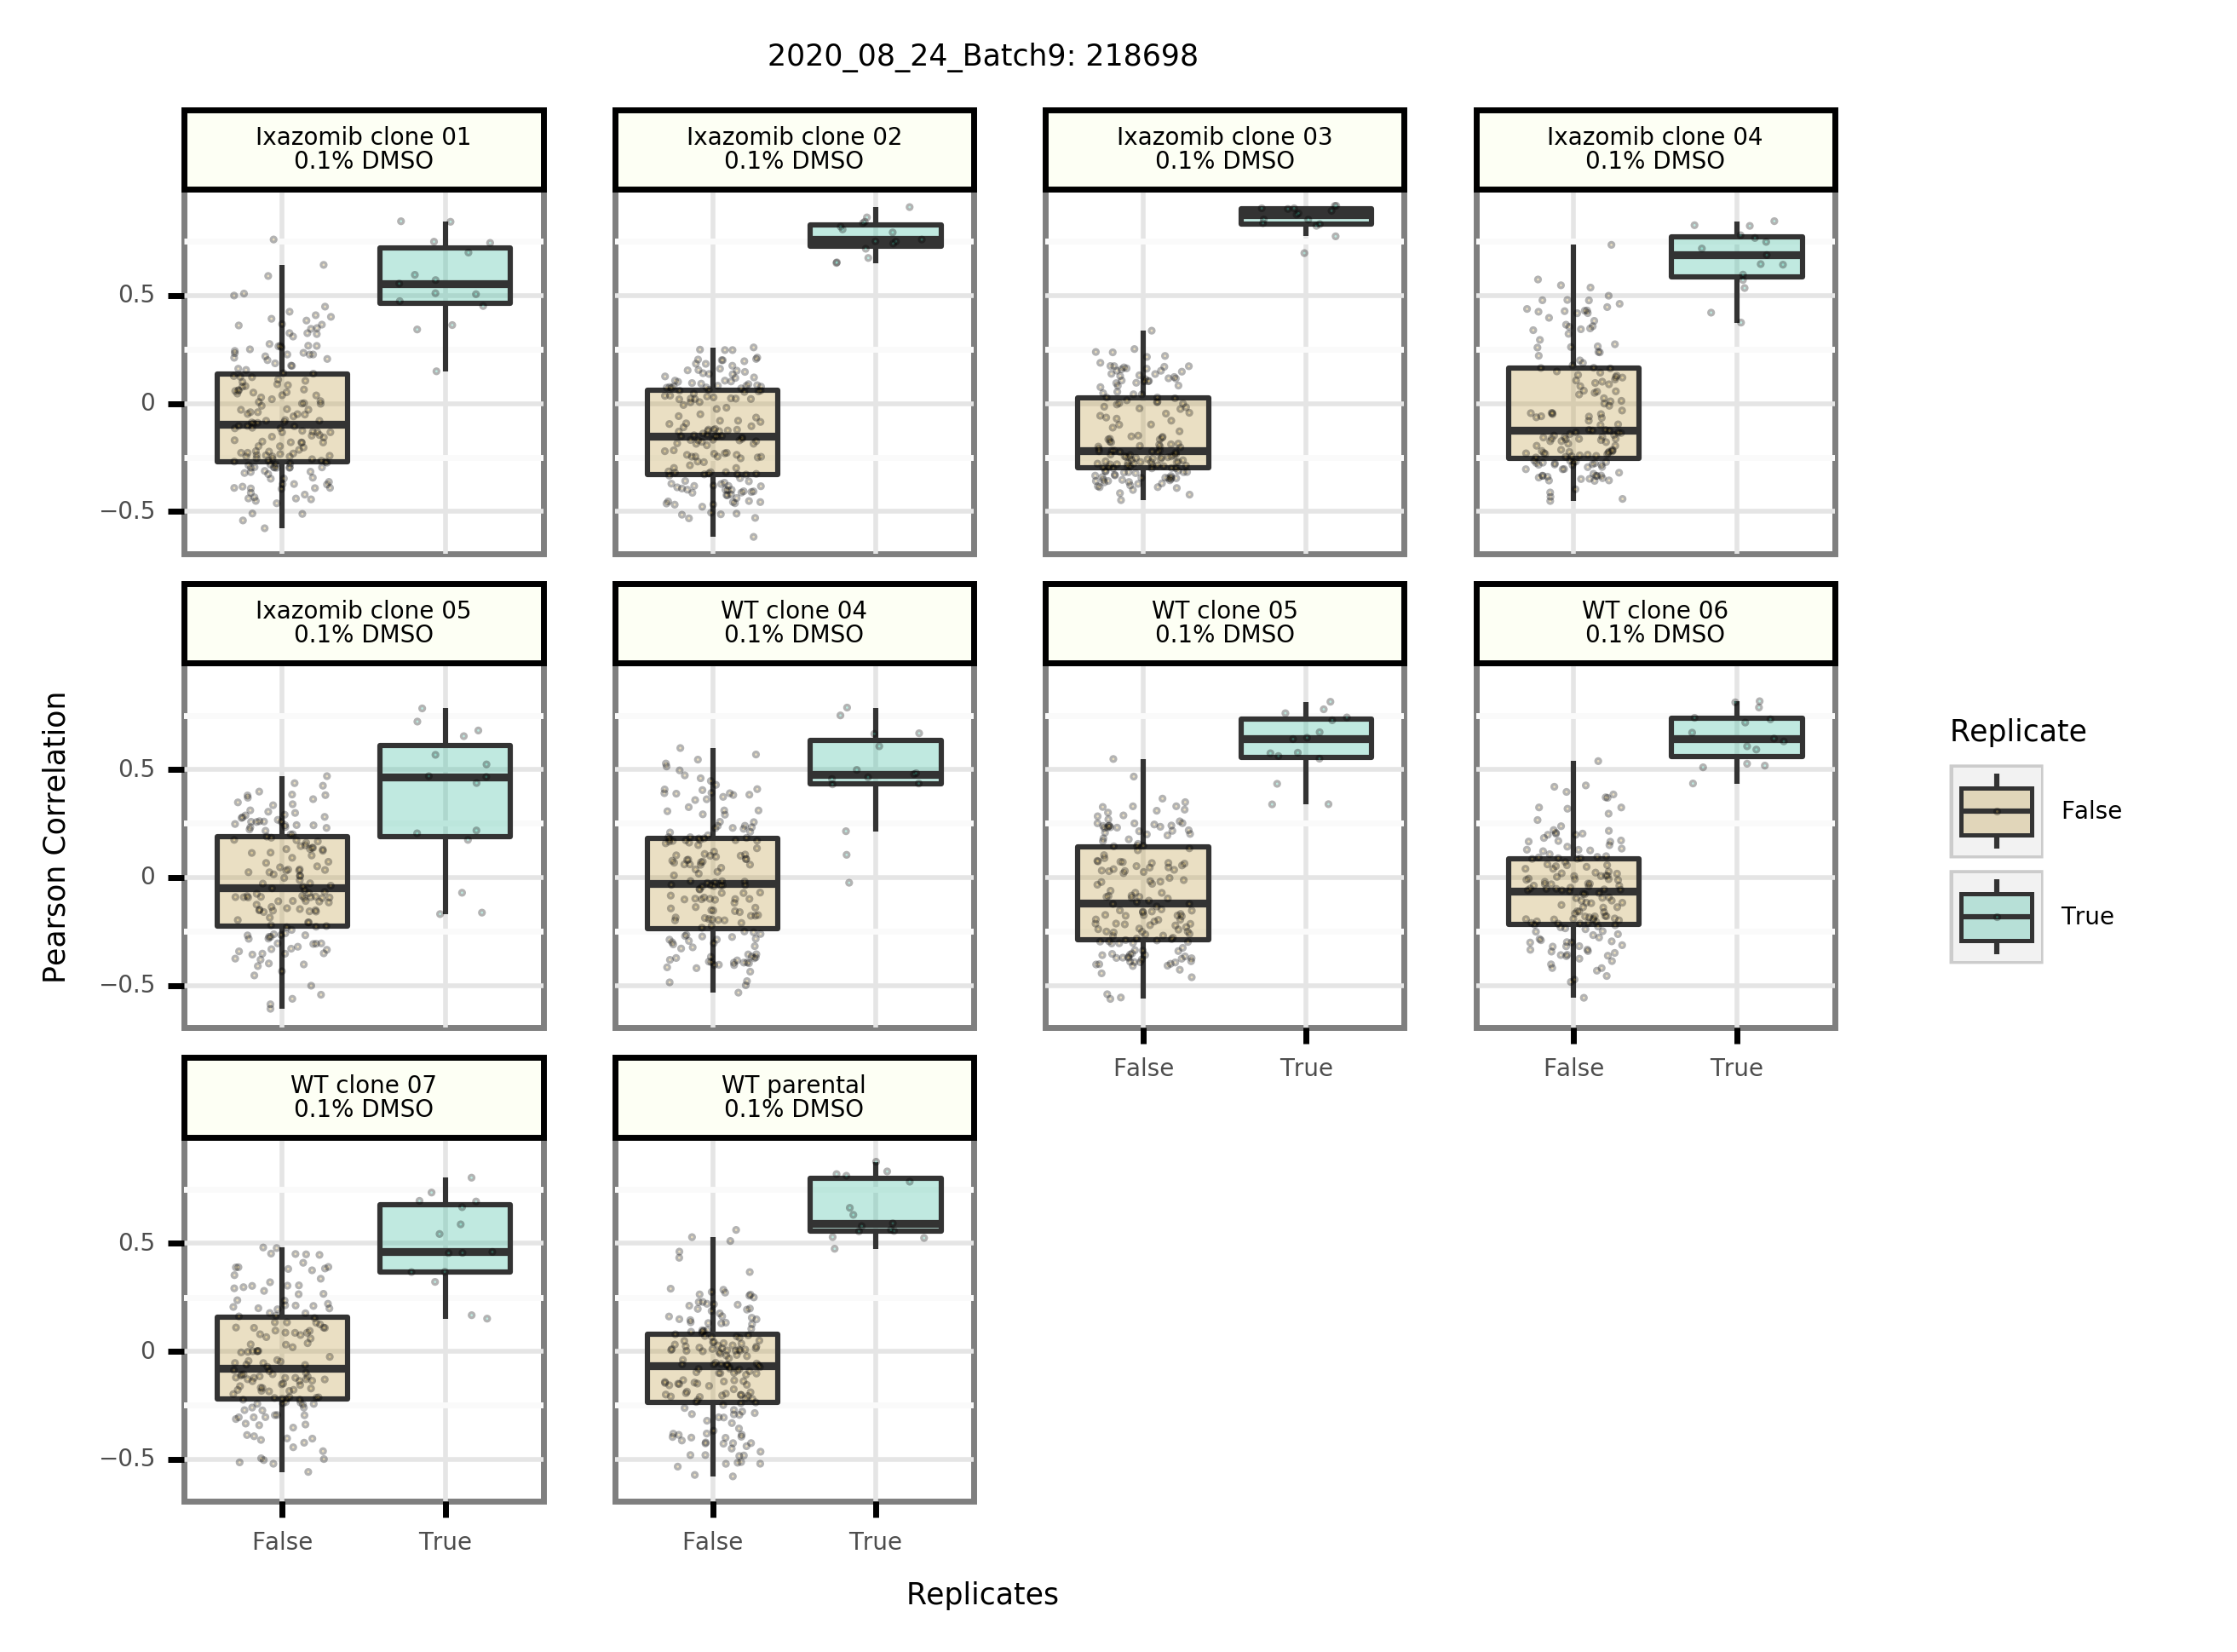 2020_08_24_Batch9: 218698
Ixazomib clone 01
0.1% DMSO
Ixazomib clone 02
0.1% DMSO
Ixazomib clone 03
0.1% DMSO
Ixazomib clone 04
0.1% DMSO
0.5
0
−0.5
Ixazomib clone 05
0.1% DMSO
WT clone 04
0.1% DMSO
WT clone 05
0.1% DMSO
WT clone 06
0.1% DMSO
0.5
0
−0.5
False
True
False
True
WT clone 07
0.1% DMSO
WT parental
0.1% DMSO
0.5
0
−0.5
False
True
False
True
Pearson Correlation
Replicates
Replicate
False
True